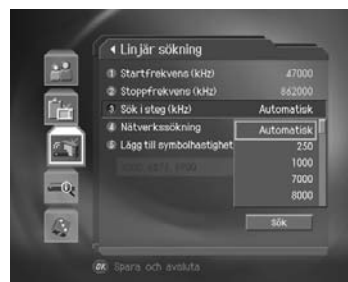 Linjär sökning
1 Startfrekvens (kHz) 47000
2 Stoppfrekvens (kHz) 862000
3 Sök i steg (kHz) Automatisk
4 Nätverkssökning Automatisk
5 Lägg till symbolhastighet 250
1000
7000
8000
Sök
OK Spara och avsluta